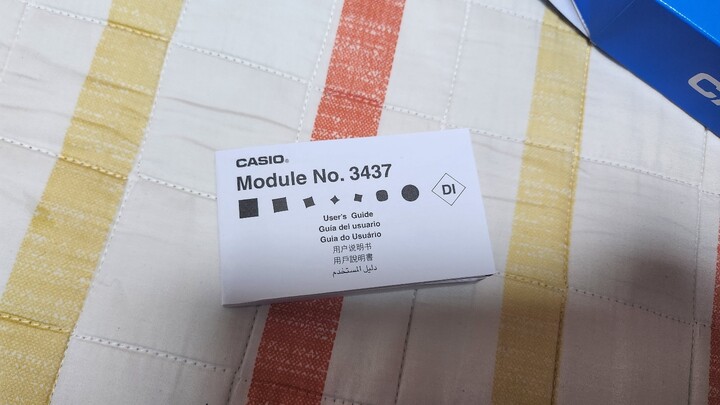 CASIO®
Module No. 3437
DI
User's Guide
Guía del usuario
Guia do Usuário
用户说明书
用戶說明書
دليل المستخدم